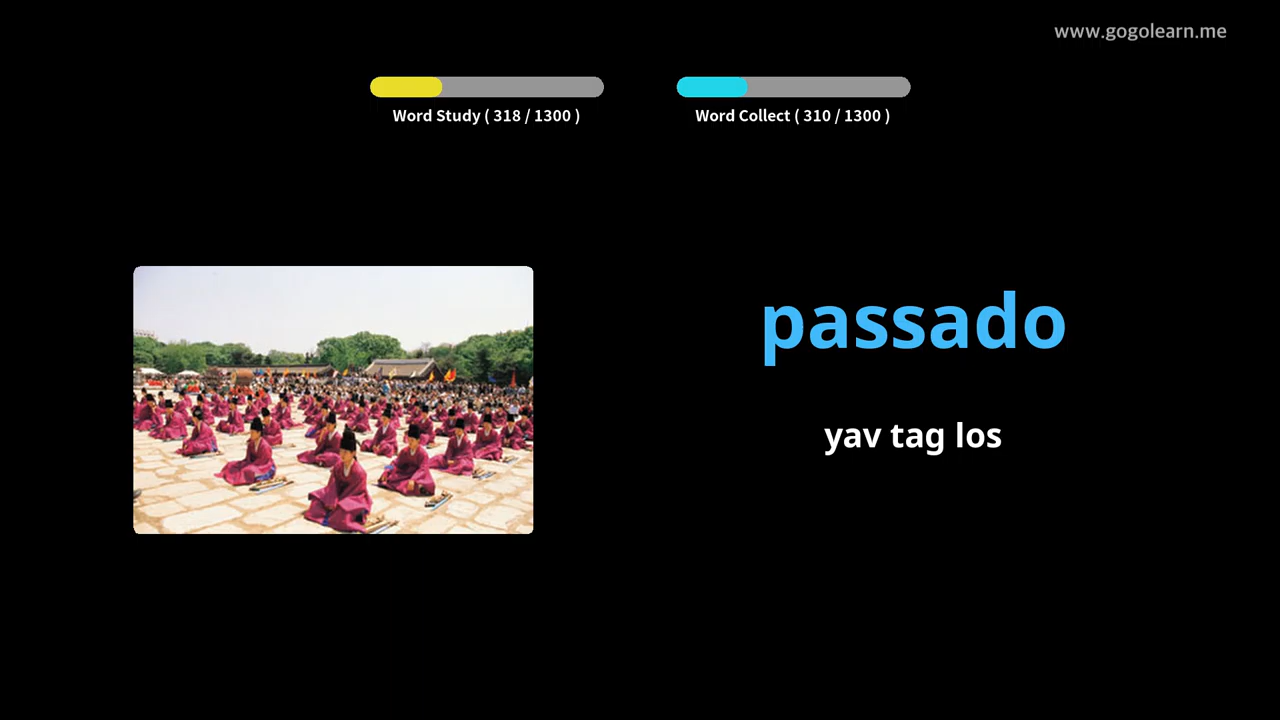 www.gogolearn.me
Word Study ( 318 / 1300 )
Word Collect ( 310 / 1300 )
passado
yav tag los